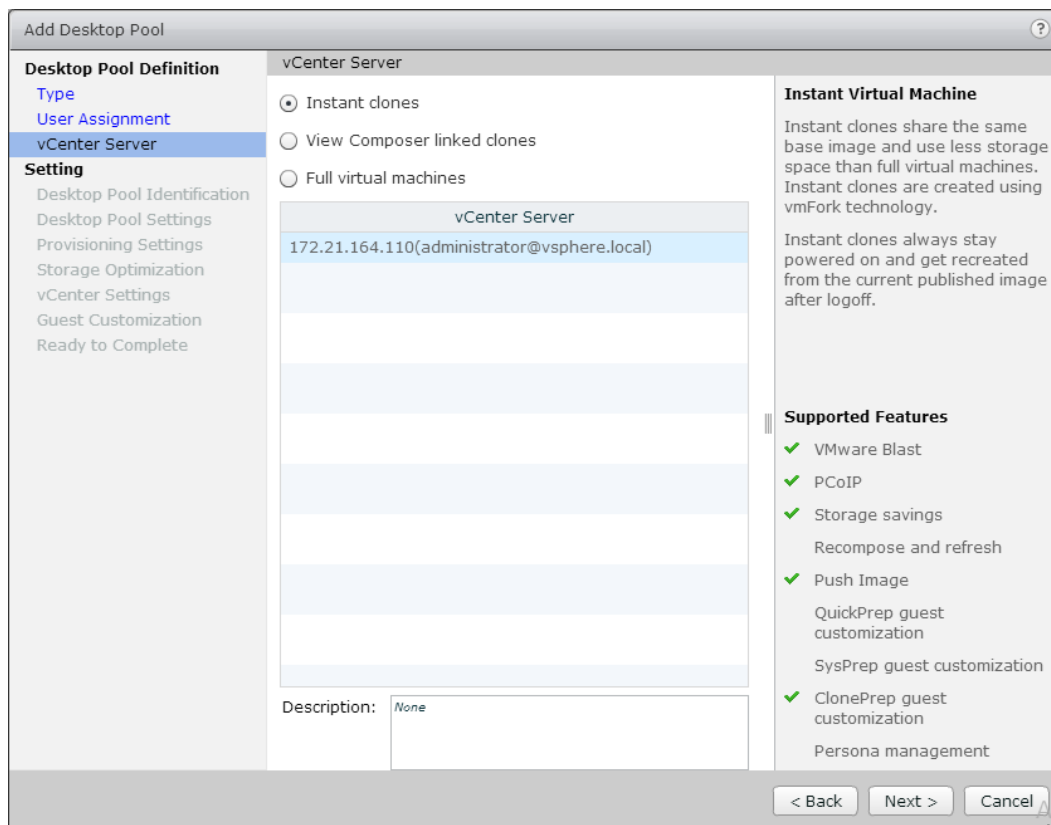 Add Desktop Pool
?
Desktop Pool Definition
Type
User Assignment
vCenter Server
Setting
Desktop Pool Identification
Desktop Pool Settings
Provisioning Settings
Storage Optimization
vCenter Settings
Guest Customization
Ready to Complete
vCenter Server
Instant clones
View Composer linked clones
Full virtual machines
vCenter Server
172.21.164.110(administrator@vsphere.local)
Description:
None
Instant Virtual Machine
Instant clones share the same
base image and use less storage
space than full virtual machines.
Instant clones are created using
vmFork technology.
Instant clones always stay
powered on and get recreated
from the current published image
after logoff.
Supported Features
VMware Blast
PCoIP
Storage savings
Recompose and refresh
Push Image
QuickPrep guest
customization
SysPrep guest customization
ClonePrep guest
customization
Persona management
< Back
Next >
Cancel
A